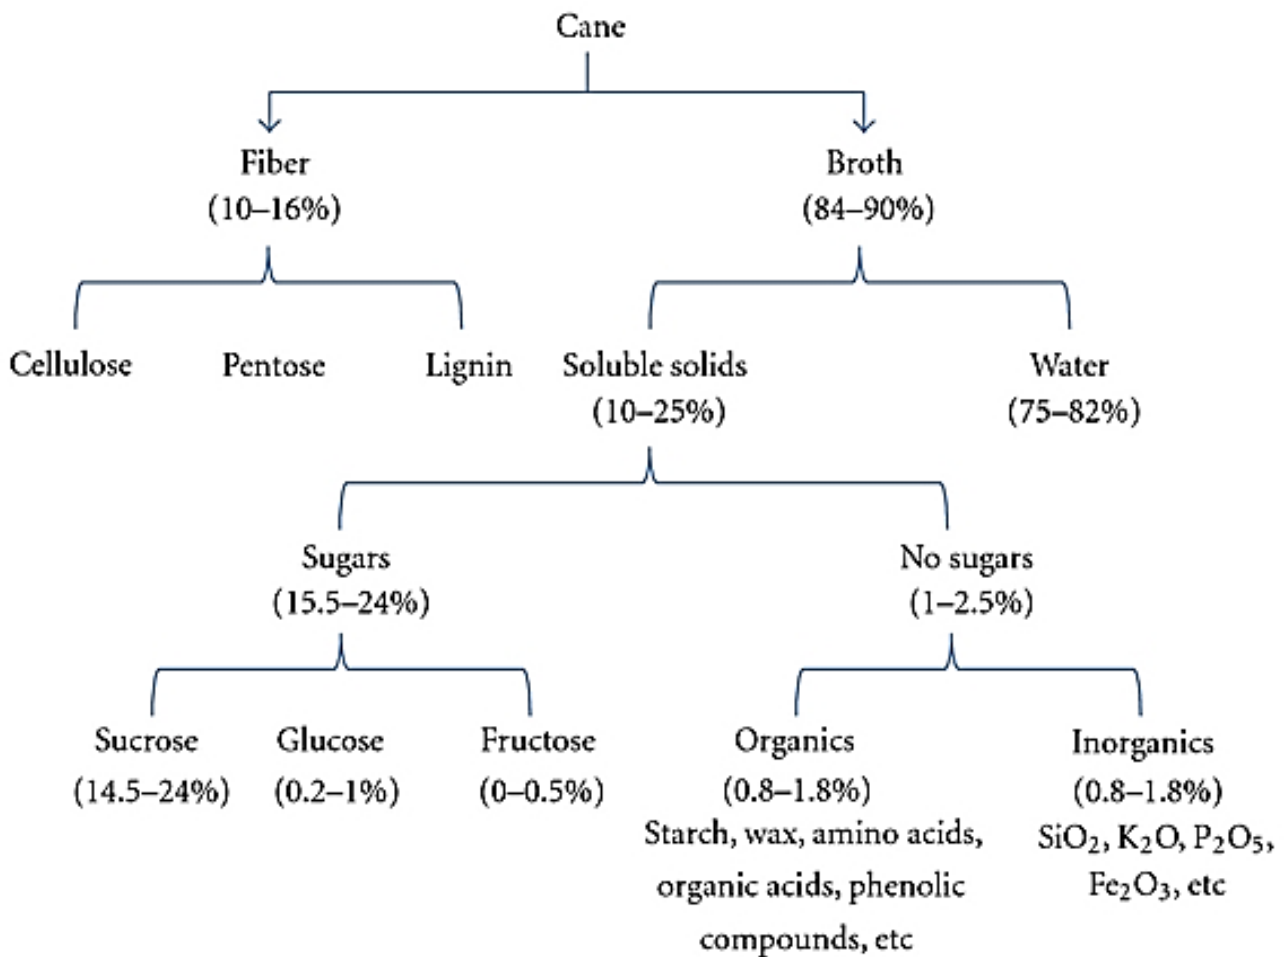 Cane
Fiber
(10–16%)
Broth
(84–90%)
Cellulose
Pentose
Lignin
Soluble solids
(10–25%)
Water
(75–82%)
Sugars
(15.5–24%)
No sugars
(1–2.5%)
Sucrose
(14.5–24%)
Glucose
(0.2–1%)
Fructose
(0–0.5%)
Organics
(0.8–1.8%)
Starch, wax, amino acids,
organic acids, phenolic
compounds, etc
Inorganics
(0.8–1.8%)
SiO₂, K₂O, P₂O₅,
Fe₂O₃, etc